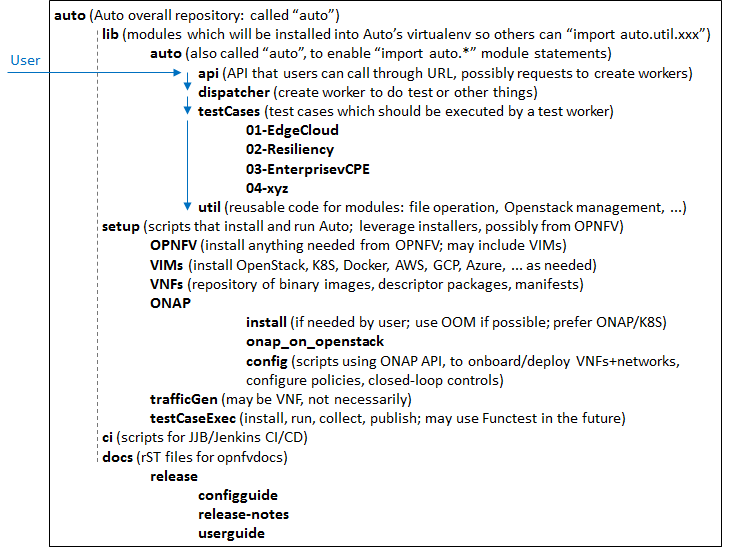 auto (Auto overall repository: called “auto”)
lib (modules which will be installed into Auto’s virtualenv so others can “import auto.util.xxx”)
auto (also called “auto”, to enable “import auto.*” module statements)
User
api (API that users can call through URL, possibly requests to create workers)
dispatcher (create worker to do test or other things)
testCases (test cases which should be executed by a test worker)
01-EdgeCloud
02-Resiliency
03-EnterprisevCPE
04-xyz
util (reusable code for modules: file operation, Openstack management, ...)
setup (scripts that install and run Auto; leverage installers, possibly from OPNFV)
OPNFV (install anything needed from OPNFV; may include VIMs)
VIMs (install OpenStack, K8S, Docker, AWS, GCP, Azure, ... as needed)
VNFs (repository of binary images, descriptor packages, manifests)
ONAP
install (if needed by user; use OOM if possible; prefer ONAP/K8S)
onap_on_openstack
config (scripts using ONAP API, to onboard/deploy VNFs+networks,
configure policies, closed-loop controls)
trafficGen (may be VNF, not necessarily)
testCaseExec (install, run, collect, publish; may use Functest in the future)
ci (scripts for JJB/Jenkins CI/CD)
docs (rST files for opnfvdocs)
release
configguide
release-notes
userguide